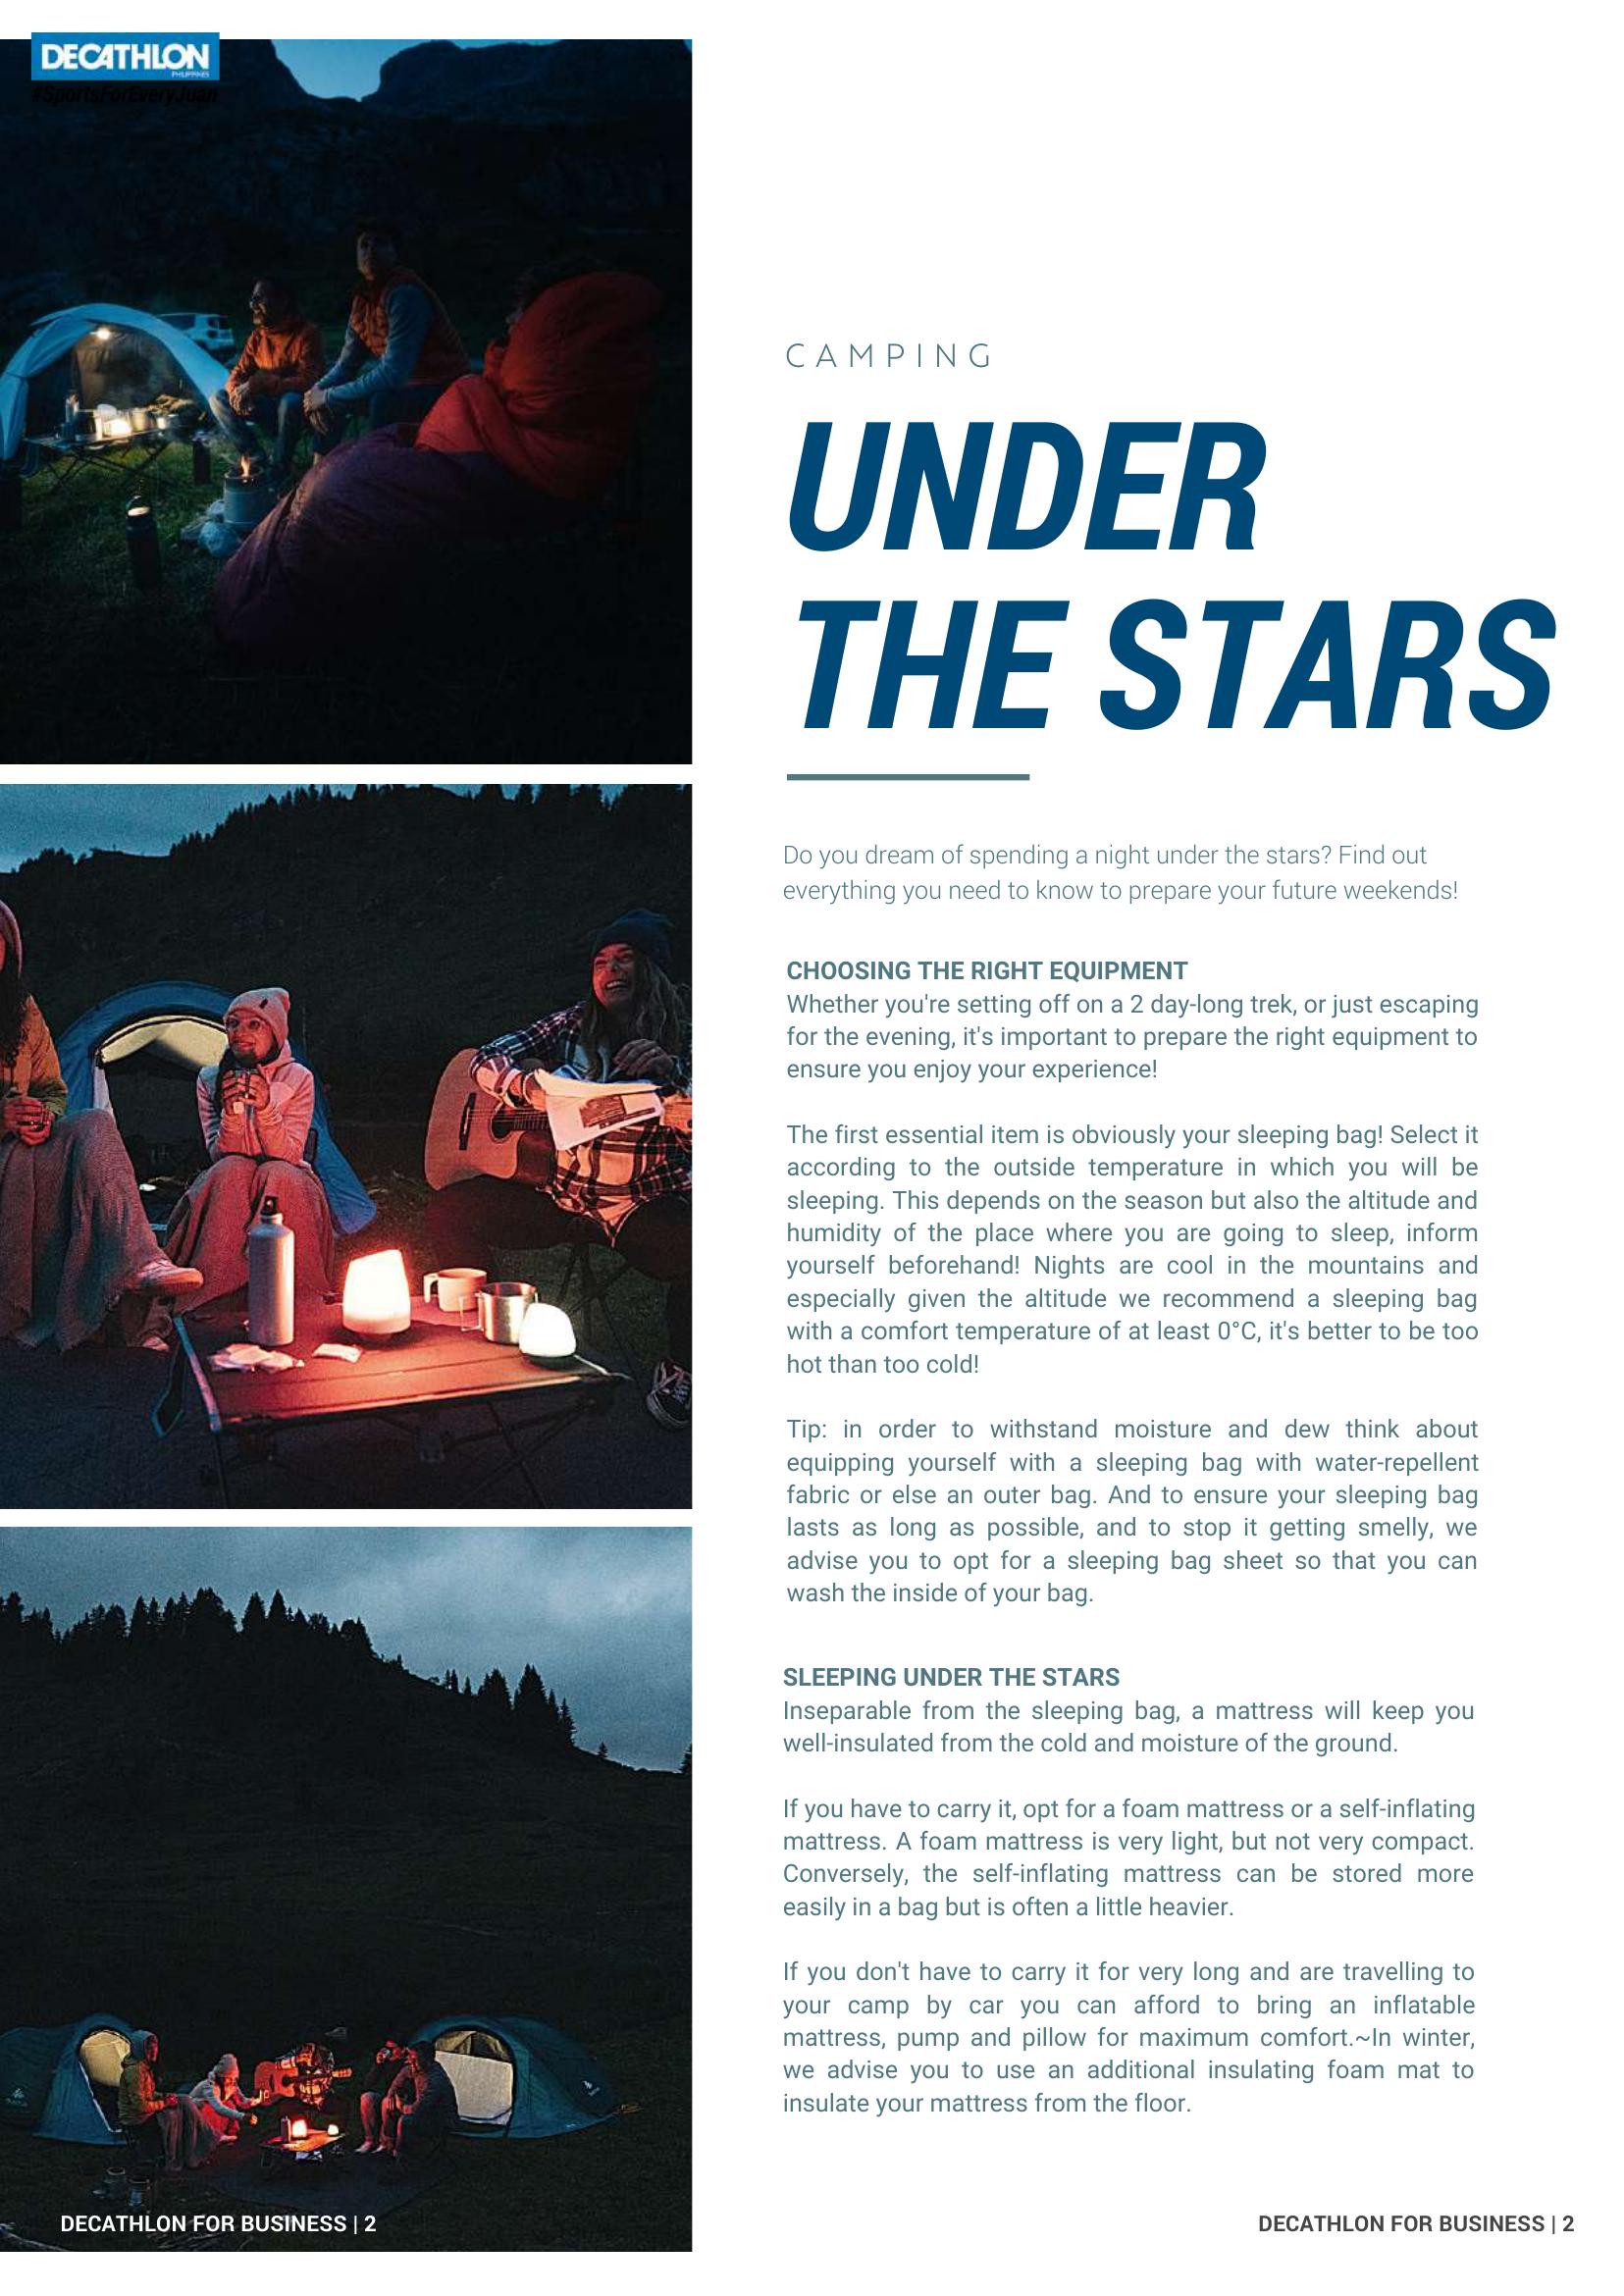 DECATHLON
PHILIPPINES
#SportsForEveryJuan
CAMPING
UNDER
THE STARS
Do you dream of spending a night under the stars? Find out
everything you need to know to prepare your future weekends!
CHOOSING THE RIGHT EQUIPMENT
Whether you're setting off on a 2 day-long trek, or just escaping
for the evening, it's important to prepare the right equipment to
ensure you enjoy your experience!
The first essential item is obviously your sleeping bag! Select it
according to the outside temperature in which you will be
sleeping. This depends on the season but also the altitude and
humidity of the place where you are going to sleep, inform
yourself beforehand! Nights are cool in the mountains and
especially given the altitude we recommend a sleeping bag
with a comfort temperature of at least 0°C, it's better to be too
hot than too cold!
Tip: in order to withstand moisture and dew think about
equipping yourself with a sleeping bag with water-repellent
fabric or else an outer bag. And to ensure your sleeping bag
lasts as long as possible, and to stop it getting smelly, we
advise you to opt for a sleeping bag sheet so that you can
wash the inside of your bag.
SLEEPING UNDER THE STARS
Inseparable from the sleeping bag, a mattress will keep you
well-insulated from the cold and moisture of the ground.
If you have to carry it, opt for a foam mattress or a self-inflating
mattress. A foam mattress is very light, but not very compact.
Conversely, the self-inflating mattress can be stored more
easily in a bag but is often a little heavier.
If you don't have to carry it for very long and are travelling to
your camp by car you can afford to bring an inflatable
mattress, pump and pillow for maximum comfort.~In winter,
we advise you to use an additional insulating foam mat to
insulate your mattress from the floor.
DECATHLON FOR BUSINESS | 2
DECATHLON FOR BUSINESS | 2